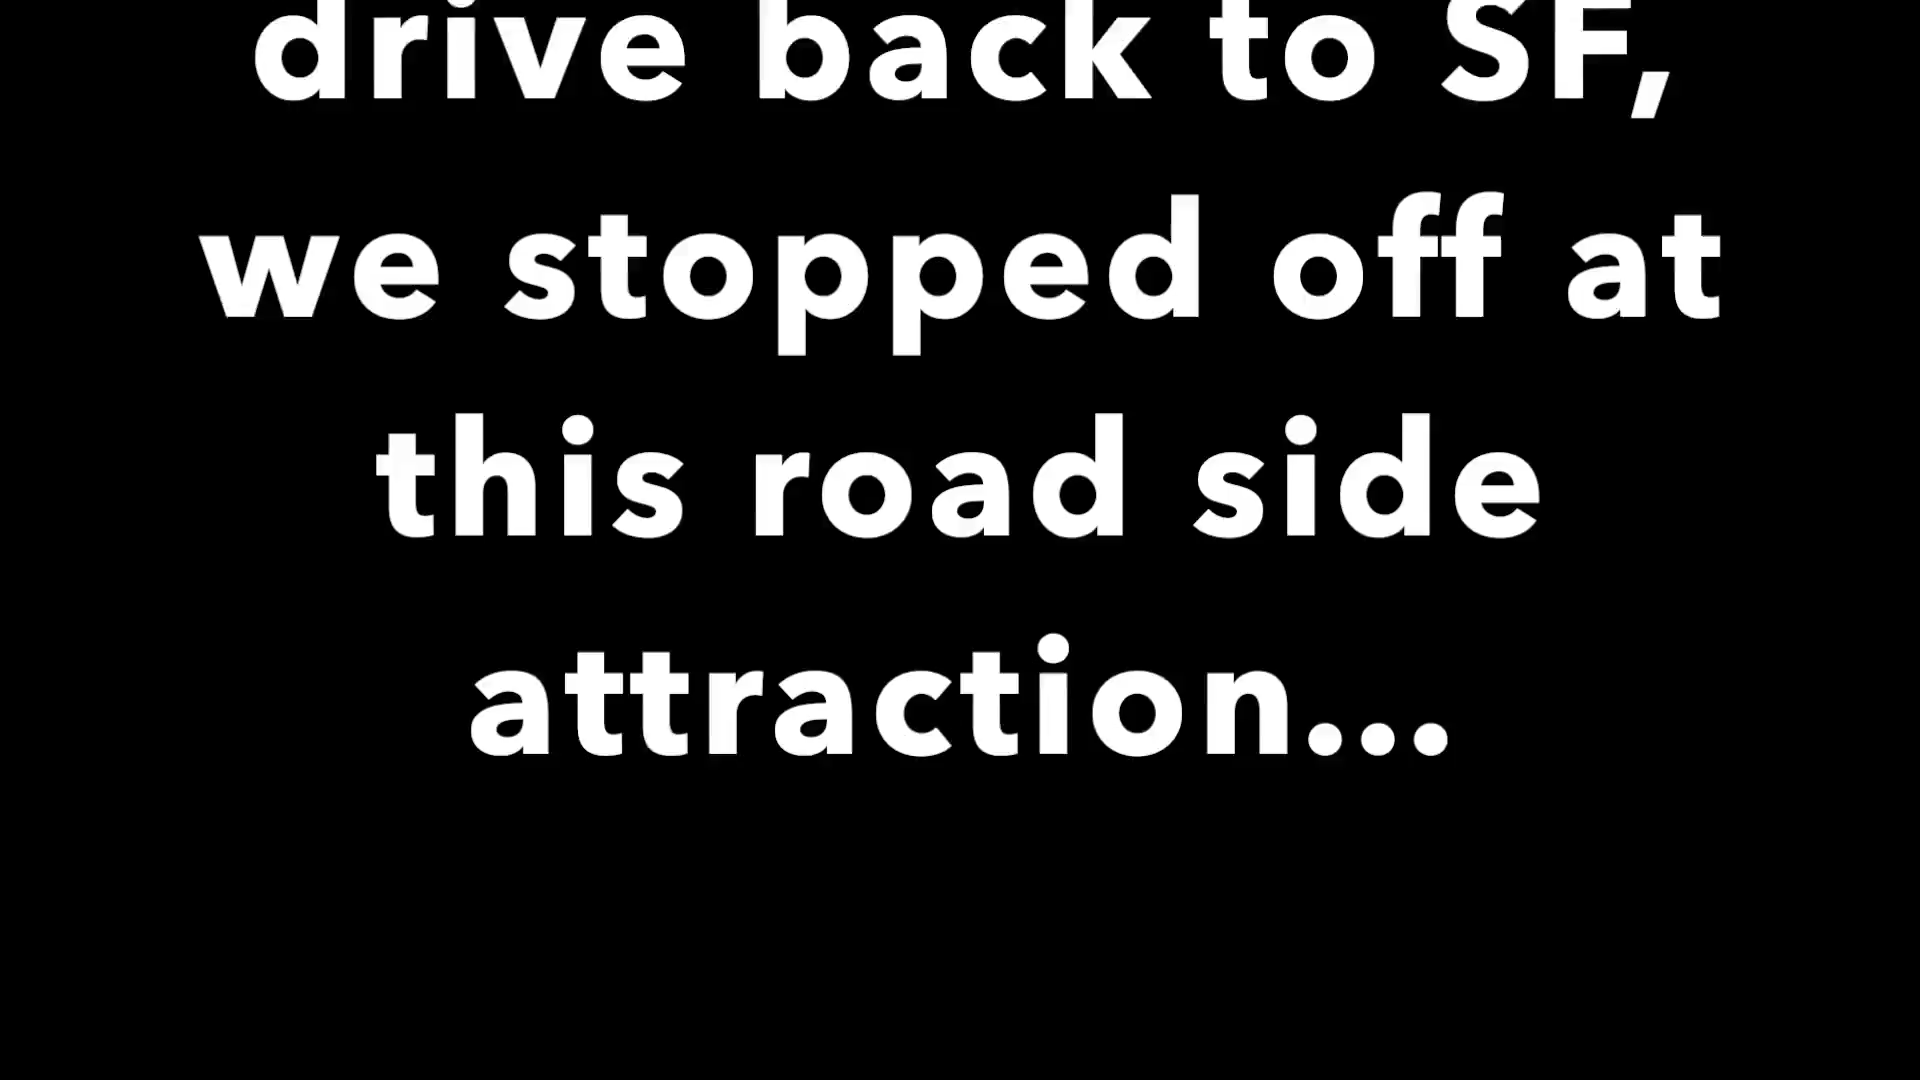 drive back to SF,
we stopped off at
this road side
attraction...